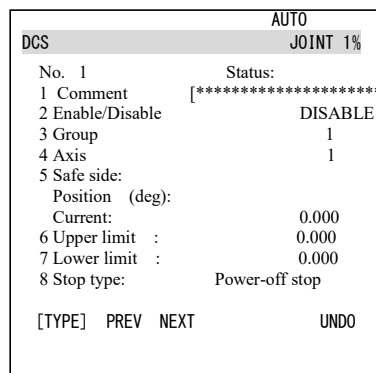 AUTO
DCS JOINT 1%
No. 1 Status:
1 Comment [*********************
2 Enable/Disable DISABLE
3 Group 1
4 Axis 1
5 Safe side:
Position (deg):
Current: 0.000
6 Upper limit : 0.000
7 Lower limit : 0.000
8 Stop type: Power-off stop
[TYPE] PREV NEXT UNDO